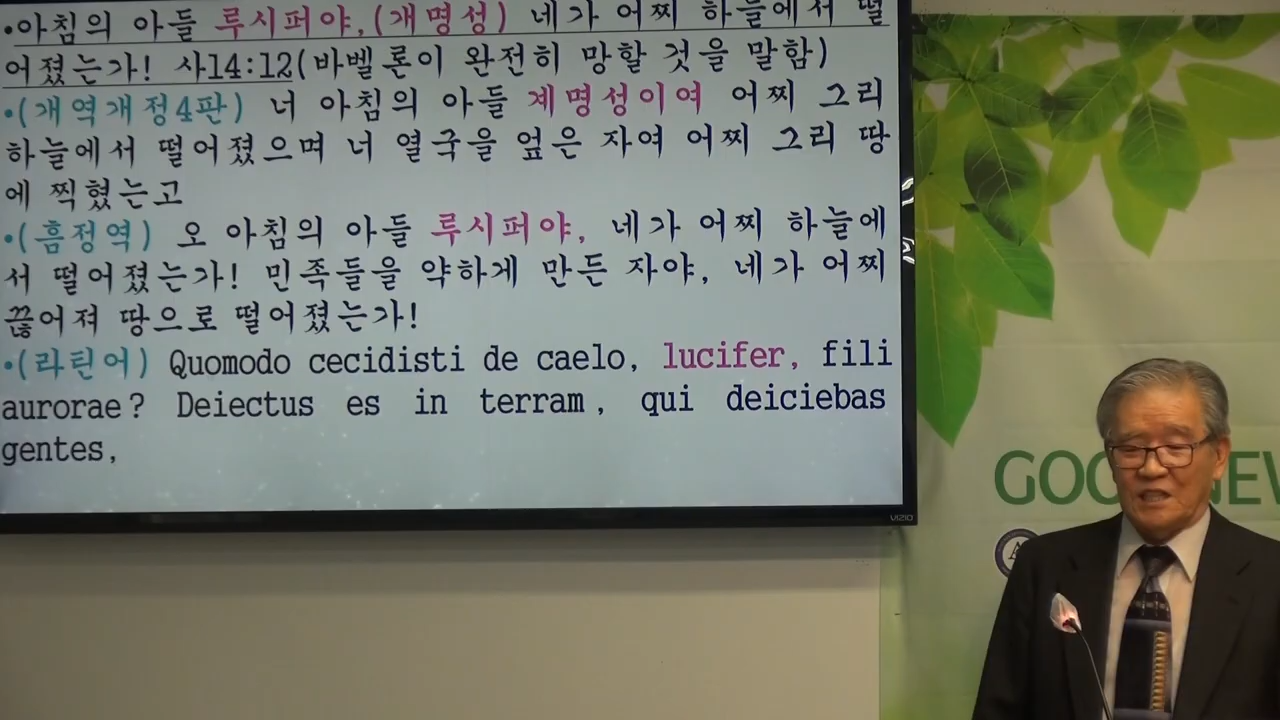 •아침의 아들 루시퍼야,(개명성) 네가 어찌 하늘에서 떨
어졌는가! 사14:12(바벨론이 완전히 망할 것을 말함)
•(개역개정4판) 너 아침의 아들 계명성이여 어찌 그리
하늘에서 떨어졌으며 너 열국을 엎은 자여 어찌 그리 땅
에 찍혔는고
•(흠정역) 오 아침의 아들 루시퍼야, 네가 어찌 하늘에
서 떨어졌는가! 민족들을 약하게 만든 자야, 네가 어찌
끊어져 땅으로 떨어졌는가!
•(라틴어) Quomodo cecidisti de caelo, lucifer, fili
aurorae? Deiectus es in terram, qui deiciebas
gentes,
VIZIO